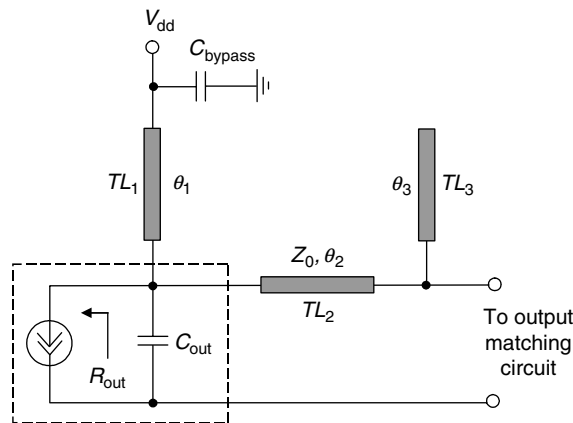 V_dd
C_bypass
TL_1 θ_1
θ_3 TL_3
Z_0, θ_2
TL_2
C_out
R_out
To output
matching
circuit